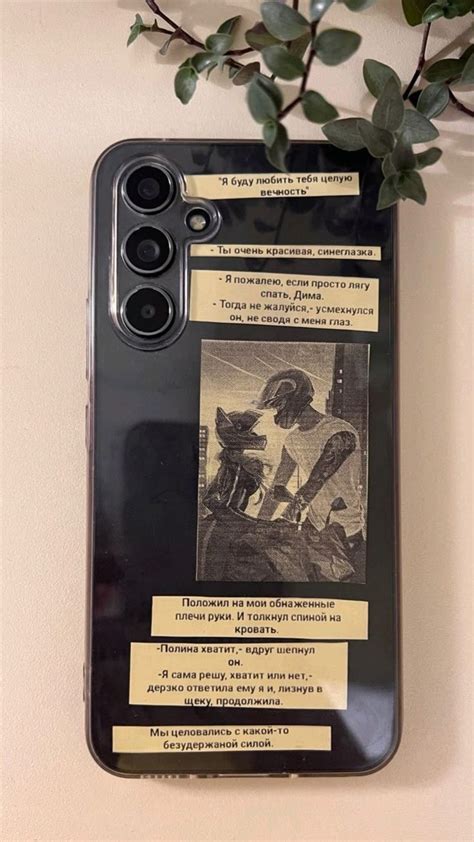 "Я буду любить тебя целую
вечность"
- Ты очень красивая, синеглазка.
- Я пожалею, если просто лягу
спать, Дима.
- Тогда не жалуйся,- усмехнулся
он, не сводя с меня глаз.
Положил на мои обнаженные
плечи руки. И толкнул спиной на
кровать.
-Полина хватит,- вдруг шепнул
он.
-Я сама решу, хватит или нет,-
дерзко ответила ему я и, лизнув в
щеку, продолжила.
Мы целовались с какой-то
безудержаной силой.